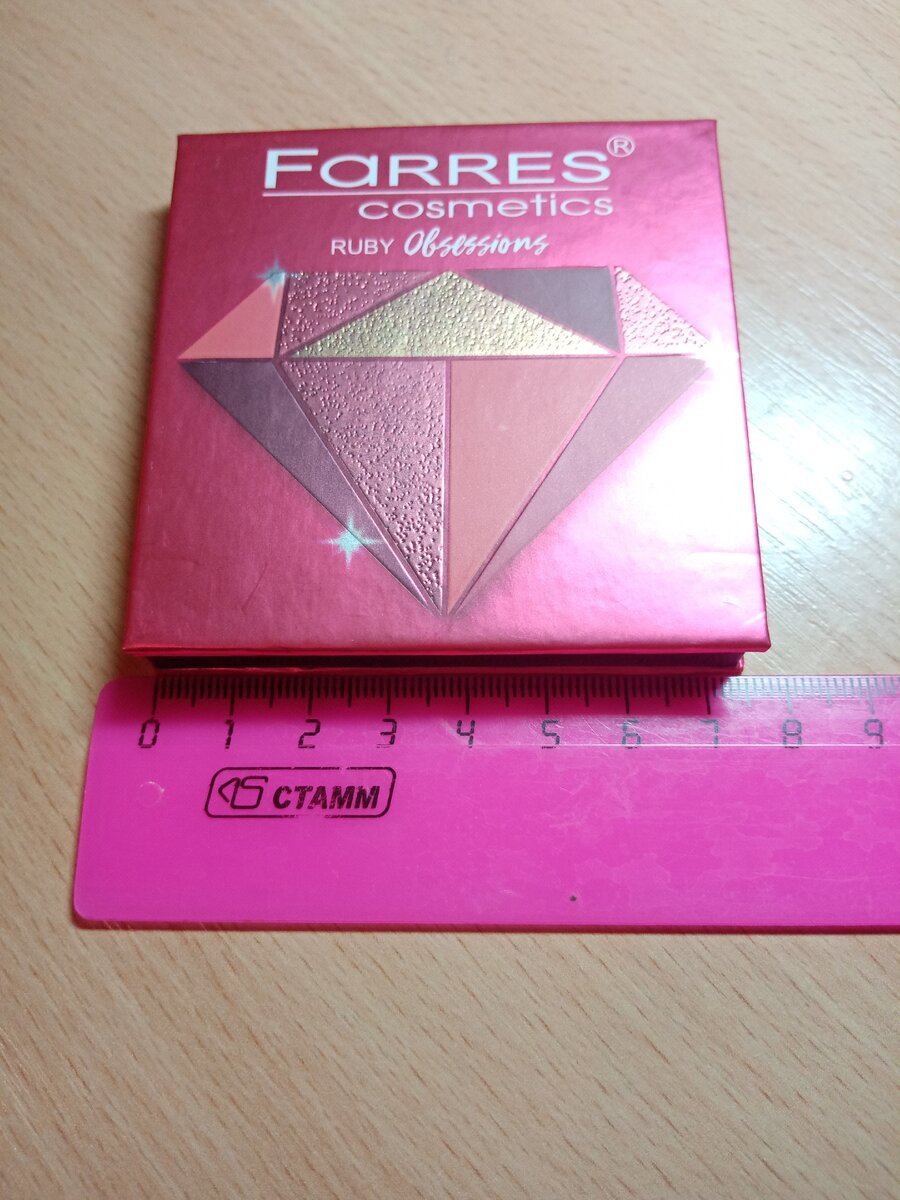 FARRES®
cosmetics
RUBY Obsessions
0 1 2 3 4 5 6 7 8 9
СТАММ